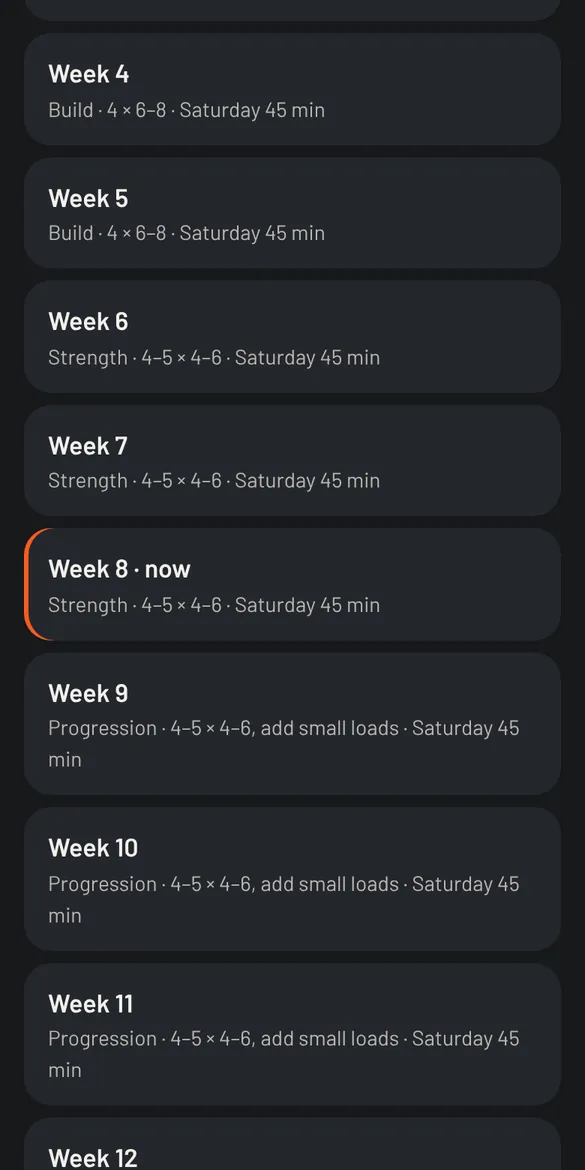 Week 4
Build · 4 × 6–8 · Saturday 45 min
Week 5
Build · 4 × 6–8 · Saturday 45 min
Week 6
Strength · 4–5 × 4–6 · Saturday 45 min
Week 7
Strength · 4–5 × 4–6 · Saturday 45 min
Week 8 · now
Strength · 4–5 × 4–6 · Saturday 45 min
Week 9
Progression · 4–5 × 4–6, add small loads · Saturday 45
min
Week 10
Progression · 4–5 × 4–6, add small loads · Saturday 45
min
Week 11
Progression · 4–5 × 4–6, add small loads · Saturday 45
min
Week 12